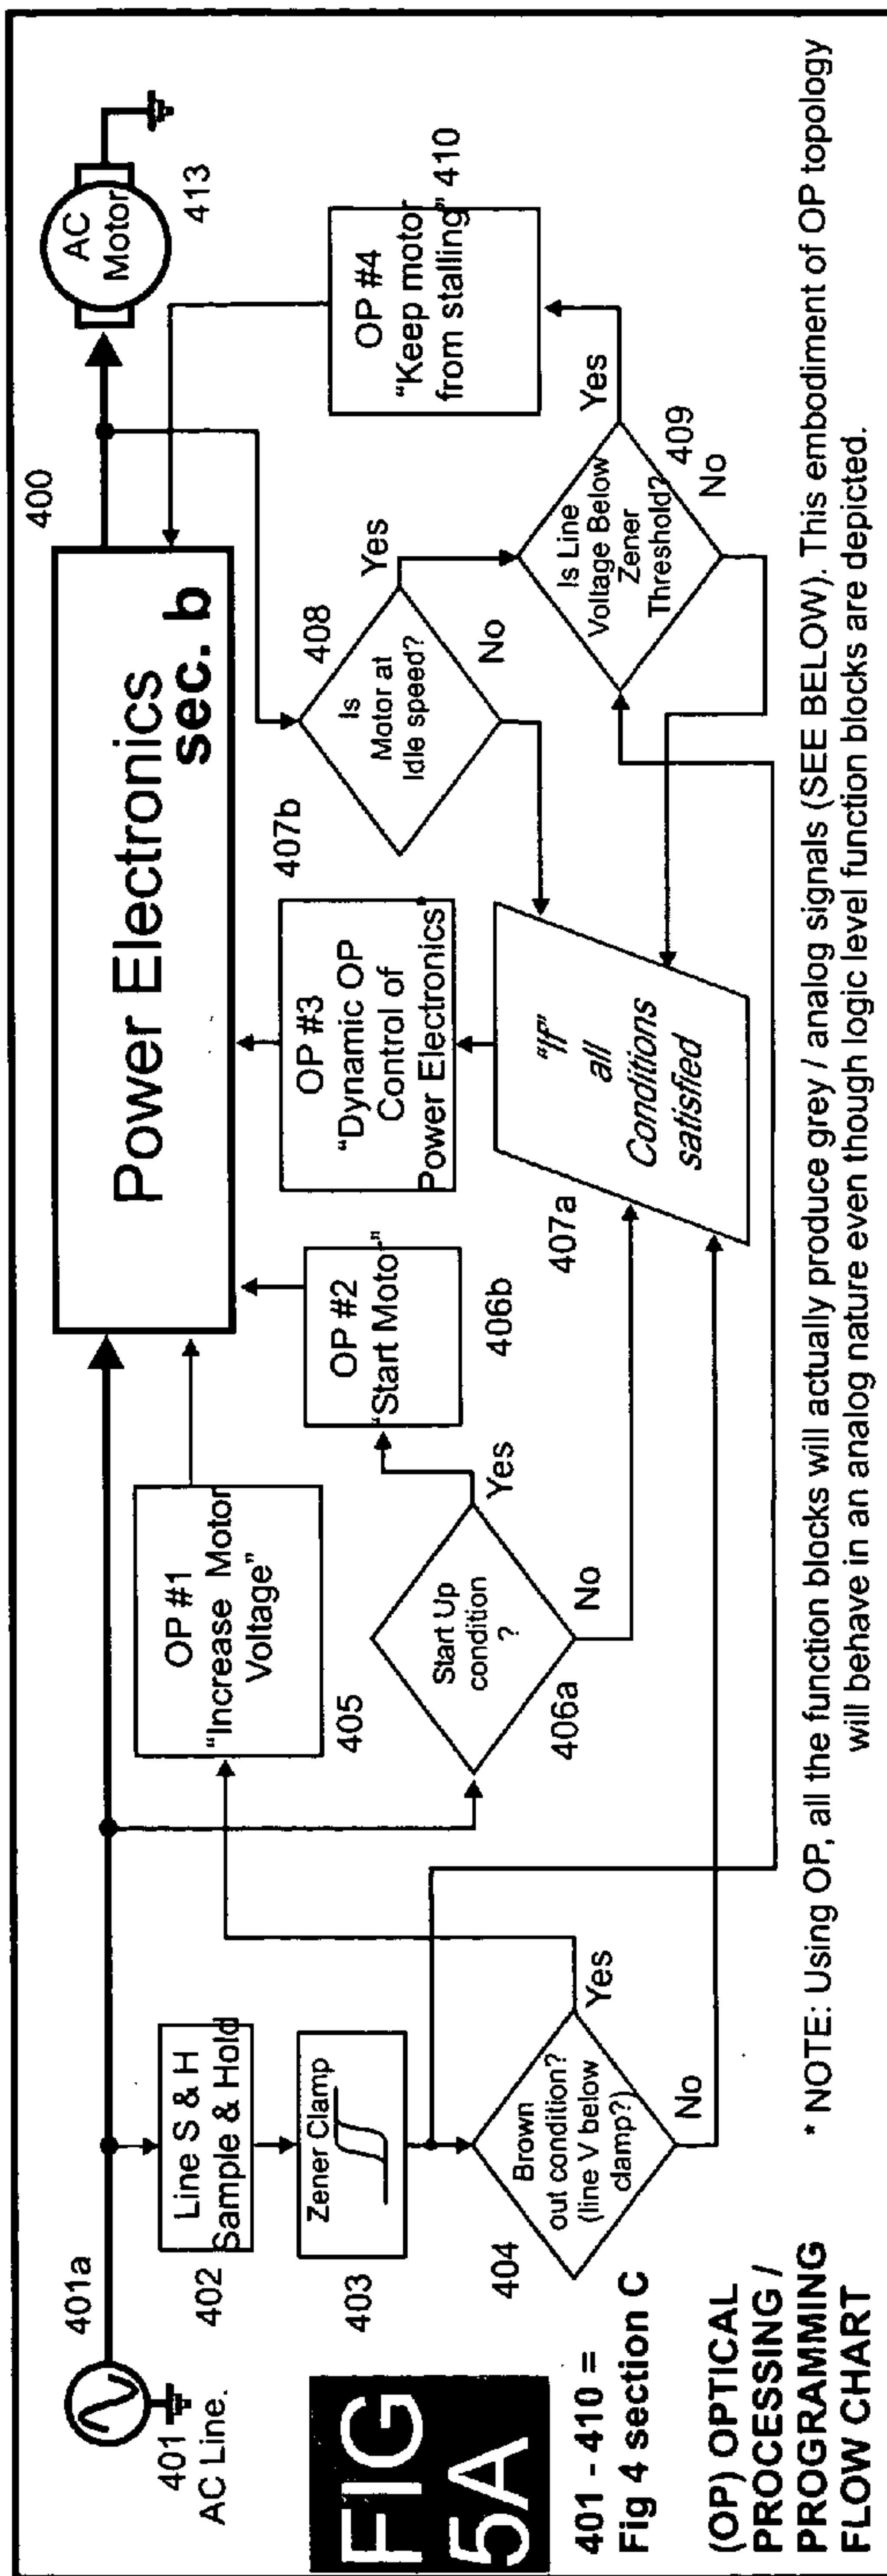 401a
401
AC Line.
Line S & H
Sample & Hold
402
Zener Clamp
403
Brown
out condition?
(line V below
clamp?)
404
Yes
No
OP #1
"Increase Motor
Voltage"
405
Start Up
condition
?
406a
Yes
No
OP #2
"Start Motor"
406b
Power Electronics
sec. b
400
OP #3
"Dynamic OP
Control of
Power Electronics"
407b
"If"
all
Conditions
satisfied
407a
Is
Motor at
Idle speed?
408
Yes
No
Is Line
Voltage Below
Zener
Threshold?
409
Yes
No
OP #4
"Keep motor
from stalling"
410
AC
Motor
413
FIG
5A
401 - 410 =
Fig 4 section C
(OP) OPTICAL
PROCESSING /
PROGRAMMING
FLOW CHART
* NOTE: Using OP, all the function blocks will actually produce grey / analog signals (SEE BELOW). This embodiment of OP topology
will behave in an analog nature even though logic level function blocks are depicted.